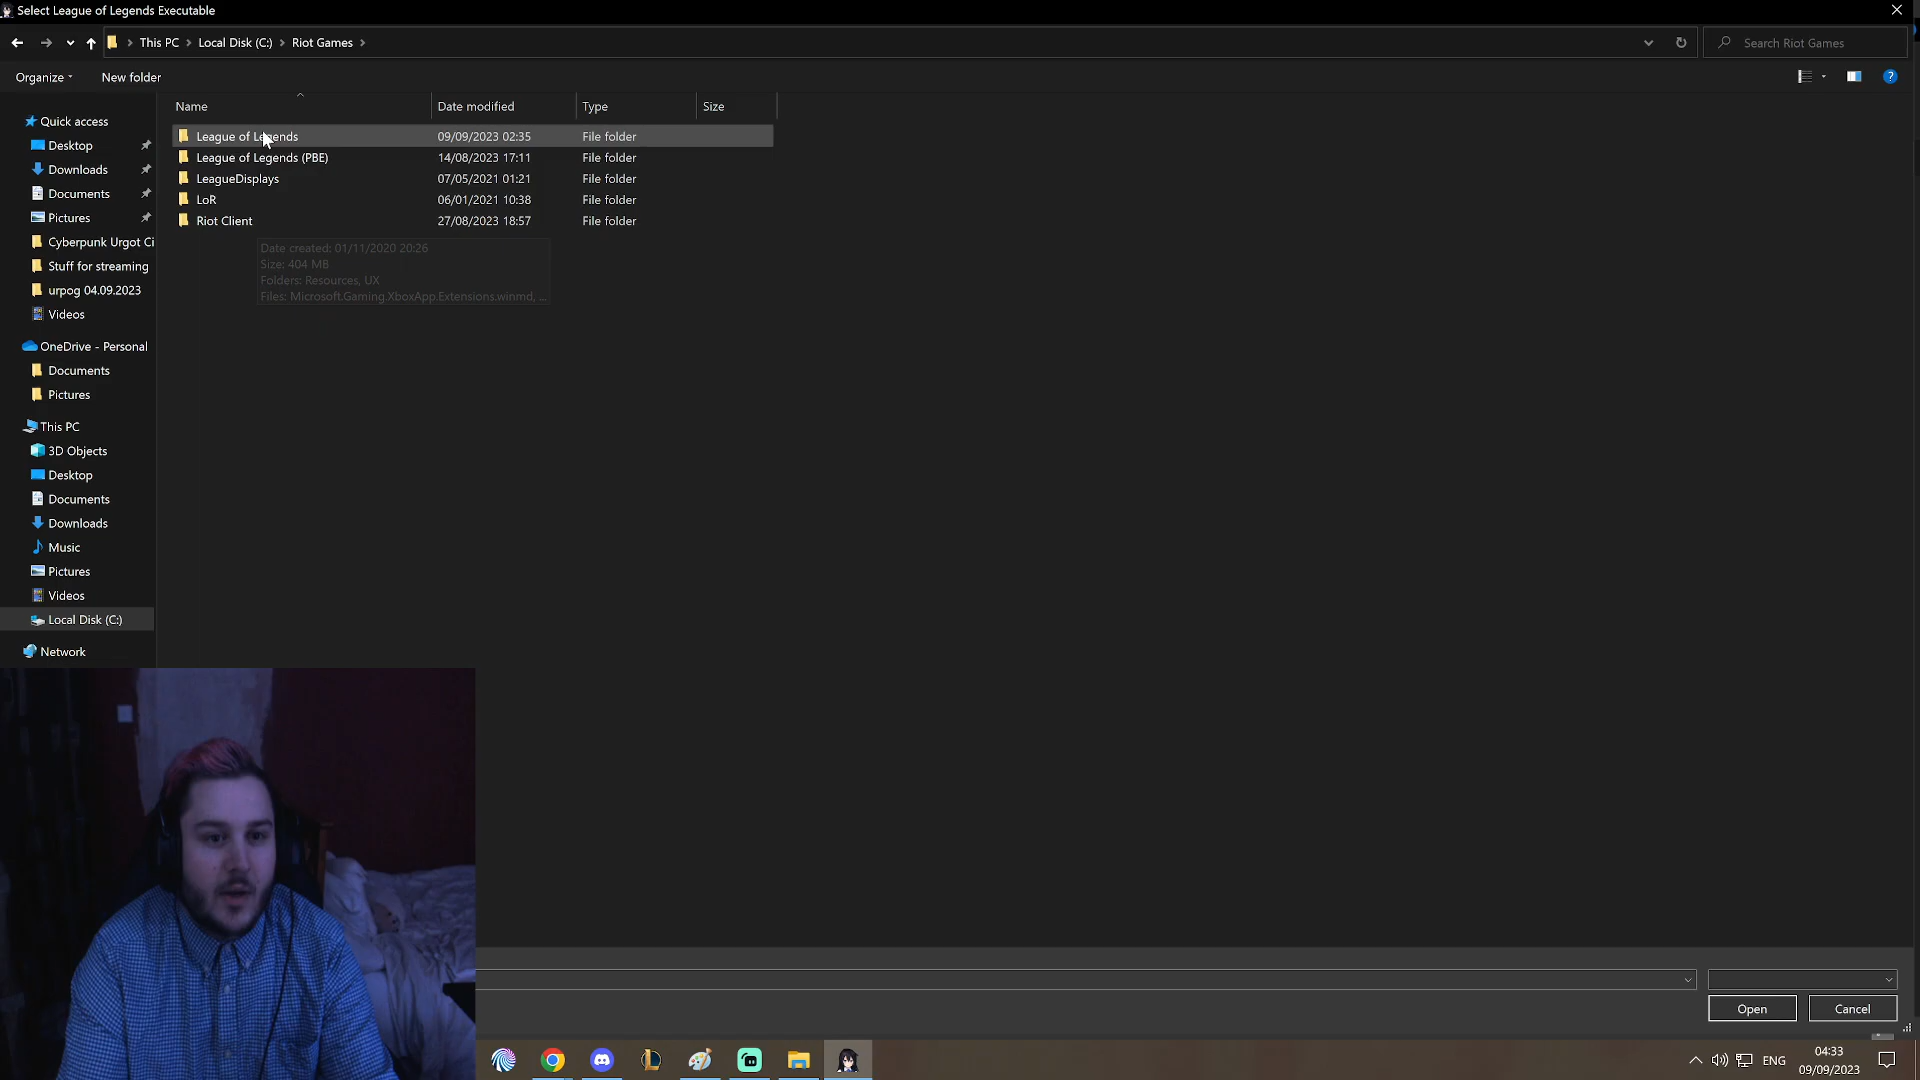 Select League of Legends Executable
This PC
Local Disk (C:)
Riot Games
Search Riot Games
Organize
New folder
Name
Date modified
Type
Size
League of Legends
09/09/2023 02:35
File folder
League of Legends (PBE)
14/08/2023 17:11
File folder
LeagueDisplays
07/05/2021 01:21
File folder
LoR
06/01/2021 10:38
File folder
Riot Client
27/08/2023 18:57
File folder
Date created: 01/11/2020 20:26
Size: 404 MB
Folders: Resources, UX
Files: Microsoft.Gaming.XboxApp.Extensions.winmd, ...
Quick access
Desktop
Downloads
Documents
Pictures
Cyberpunk Urgot Ci
Stuff for streaming
urpog 04.09.2023
Videos
OneDrive - Personal
Documents
Pictures
This PC
3D Objects
Desktop
Documents
Downloads
Music
Pictures
Videos
Local Disk (C:)
Network
Open
Cancel
ENG
04:33
09/09/2023